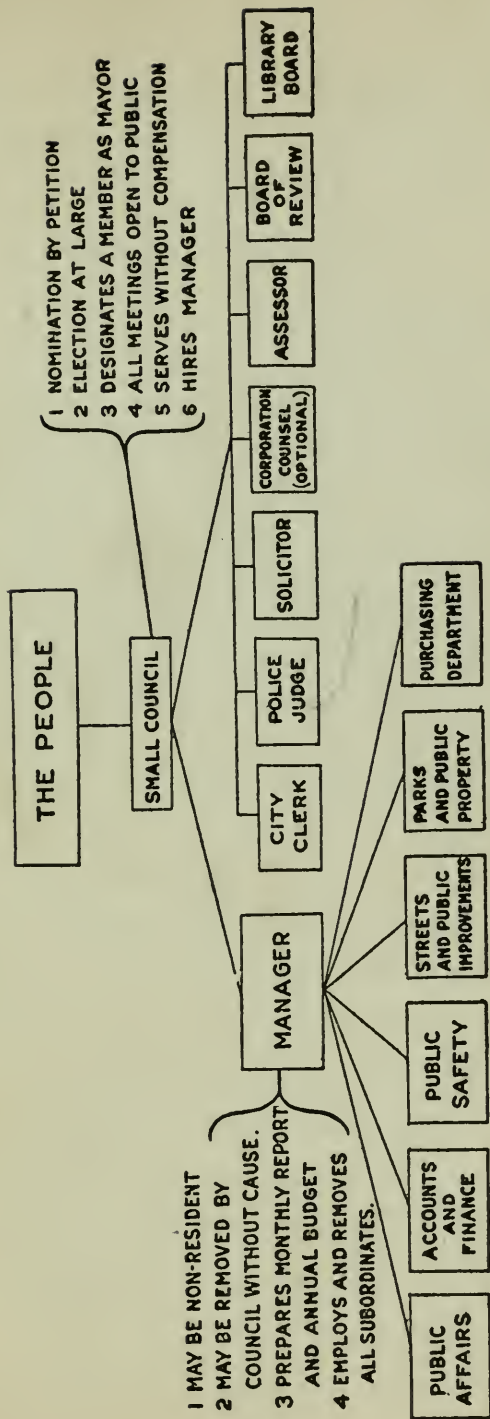 THE PEOPLE
SMALL COUNCIL
1 NOMINATION BY PETITION
2 ELECTION AT LARGE
3 DESIGNATES A MEMBER AS MAYOR
4 ALL MEETINGS OPEN TO PUBLIC
5 SERVES WITHOUT COMPENSATION
6 HIRES MANAGER
1 MAY BE NON-RESIDENT
2 MAY BE REMOVED BY
COUNCIL WITHOUT CAUSE.
3 PREPARES MONTHLY REPORT
AND ANNUAL BUDGET
4 EMPLOYS AND REMOVES
ALL SUBORDINATES.
MANAGER
CITY
CLERK
POLICE
JUDGE
SOLICITOR
CORPORATION
COUNSEL
(OPTIONAL)
ASSESSOR
BOARD
OF
REVIEW
LIBRARY
BOARD
PUBLIC
AFFAIRS
ACCOUNTS
AND
FINANCE
PUBLIC
SAFETY
STREETS
AND PUBLIC
IMPROVEMENTS
PARKS
AND PUBLIC
PROPERTY
PURCHASING
DEPARTMENT